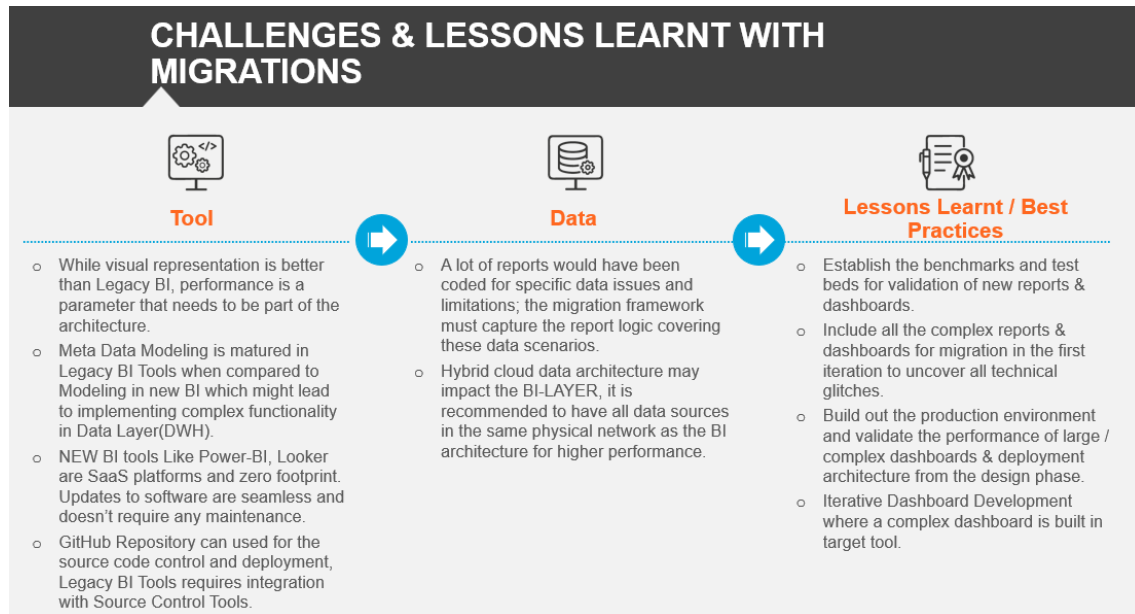 CHALLENGES & LESSONS LEARNT WITH
MIGRATIONS
</>
Tool
While visual representation is better
than Legacy BI, performance is a
parameter that needs to be part of the
architecture.
Meta Data Modeling is matured in
Legacy BI Tools when compared to
Modeling in new BI which might lead
to implementing complex functionality
in Data Layer(DWH).
NEW BI tools Like Power-BI, Looker
are SaaS platforms and zero footprint.
Updates to software are seamless and
doesn't require any maintenance.
GitHub Repository can used for the
source code control and deployment,
Legacy BI Tools requires integration
with Source Control Tools.
Data
A lot of reports would have been
coded for specific data issues and
limitations; the migration framework
must capture the report logic covering
these data scenarios.
Hybrid cloud data architecture may
impact the BI-LAYER, it is
recommended to have all data sources
in the same physical network as the BI
architecture for higher performance.
Lessons Learnt / Best
Practices
Establish the benchmarks and test
beds for validation of new reports &
dashboards.
Include all the complex reports &
dashboards for migration in the first
iteration to uncover all technical
glitches.
Build out the production environment
and validate the performance of large /
complex dashboards & deployment
architecture from the design phase.
Iterative Dashboard Development
where a complex dashboard is built in
target tool.